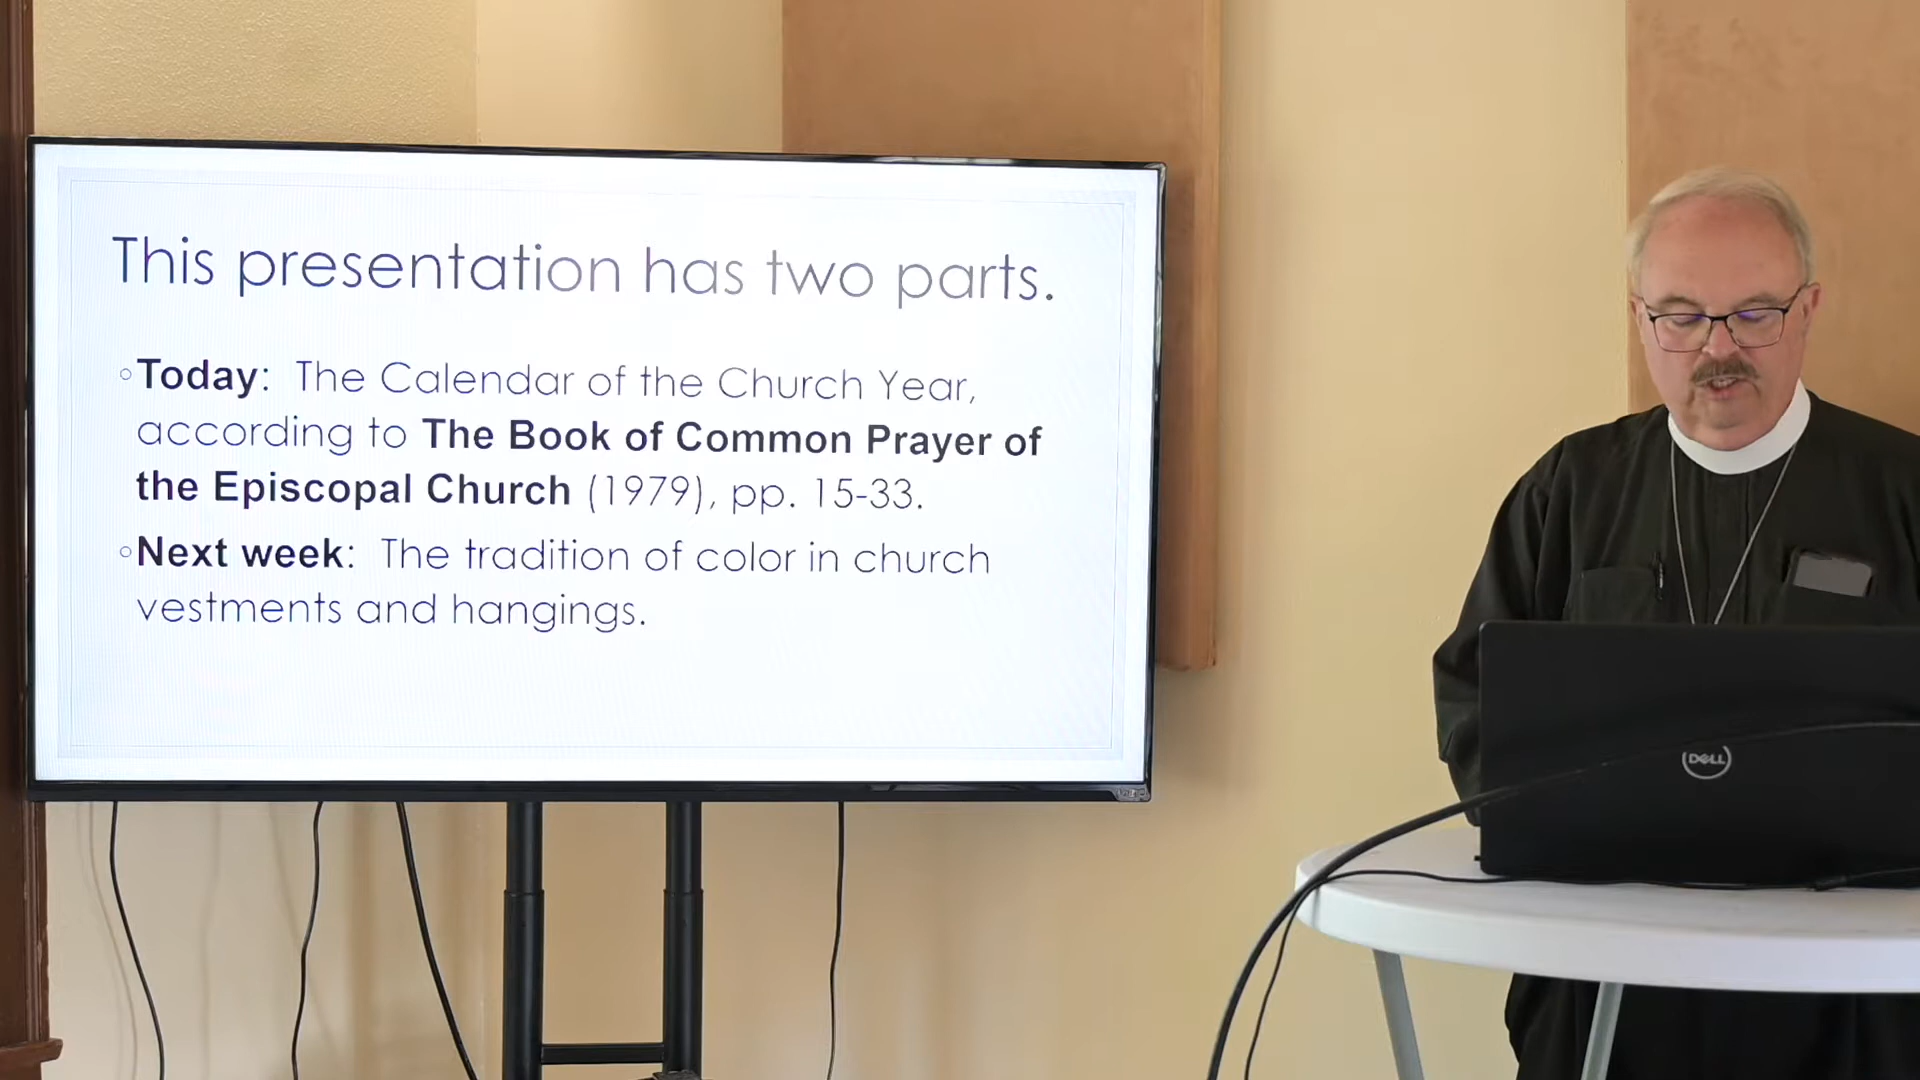 This presentation has two parts.
◦Today: The Calendar of the Church Year,
according to The Book of Common Prayer of
the Episcopal Church (1979), pp. 15-33.
◦Next week: The tradition of color in church
vestments and hangings.
DELL